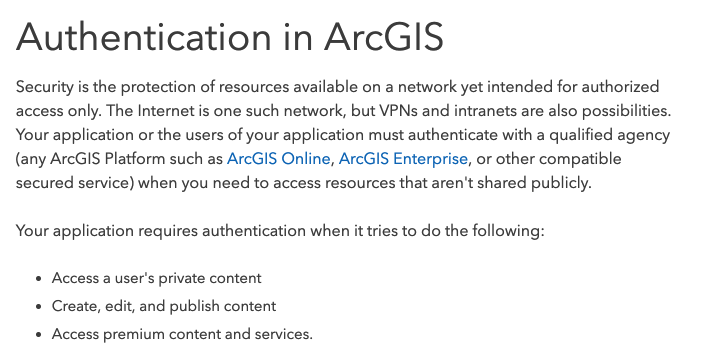 Authentication in ArcGIS
Security is the protection of resources available on a network yet intended for authorized
access only. The Internet is one such network, but VPNs and intranets are also possibilities.
Your application or the users of your application must authenticate with a qualified agency
(any ArcGIS Platform such as ArcGIS Online, ArcGIS Enterprise, or other compatible
secured service) when you need to access resources that aren't shared publicly.
Your application requires authentication when it tries to do the following:
• Access a user's private content
• Create, edit, and publish content
• Access premium content and services.